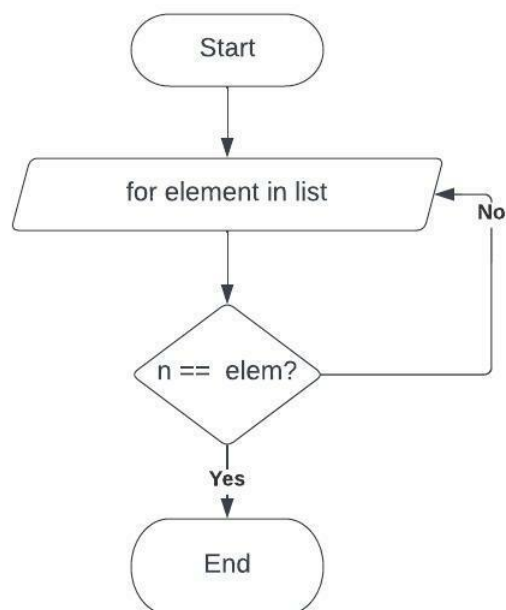 Start
for element in list
No
n == elem?
Yes
End